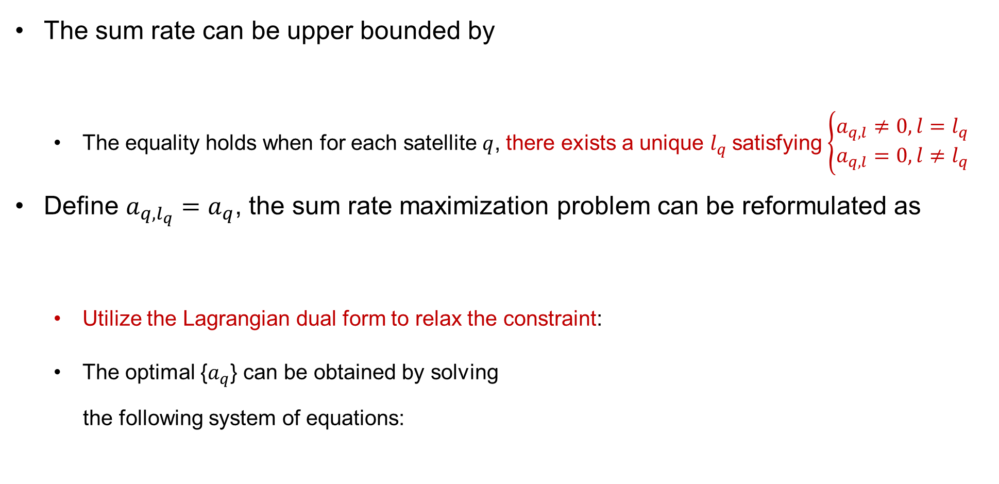 • The sum rate can be upper bounded by
• The equality holds when for each satellite q, there exists a unique l_q satisfying { a_{q,l} ≠ 0, l = l_q
a_{q,l} = 0, l ≠ l_q
• Define a_{q,l_q} = a_q, the sum rate maximization problem can be reformulated as
• Utilize the Lagrangian dual form to relax the constraint:
• The optimal {a_q} can be obtained by solving
the following system of equations: